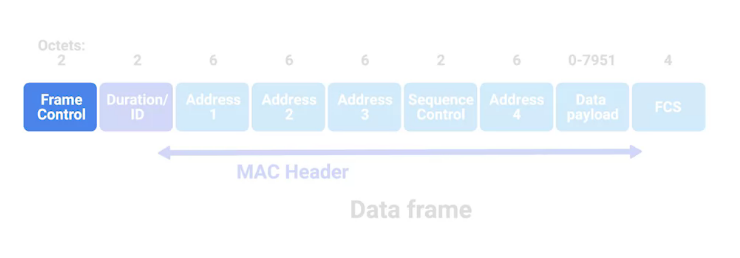 Octets:
2 2 6 6 6 2 6 0-7951 4
Frame Control
Duration/ ID
Address 1
Address 2
Address 3
Sequence Control
Address 4
Data payload
FCS
MAC Header
Data frame